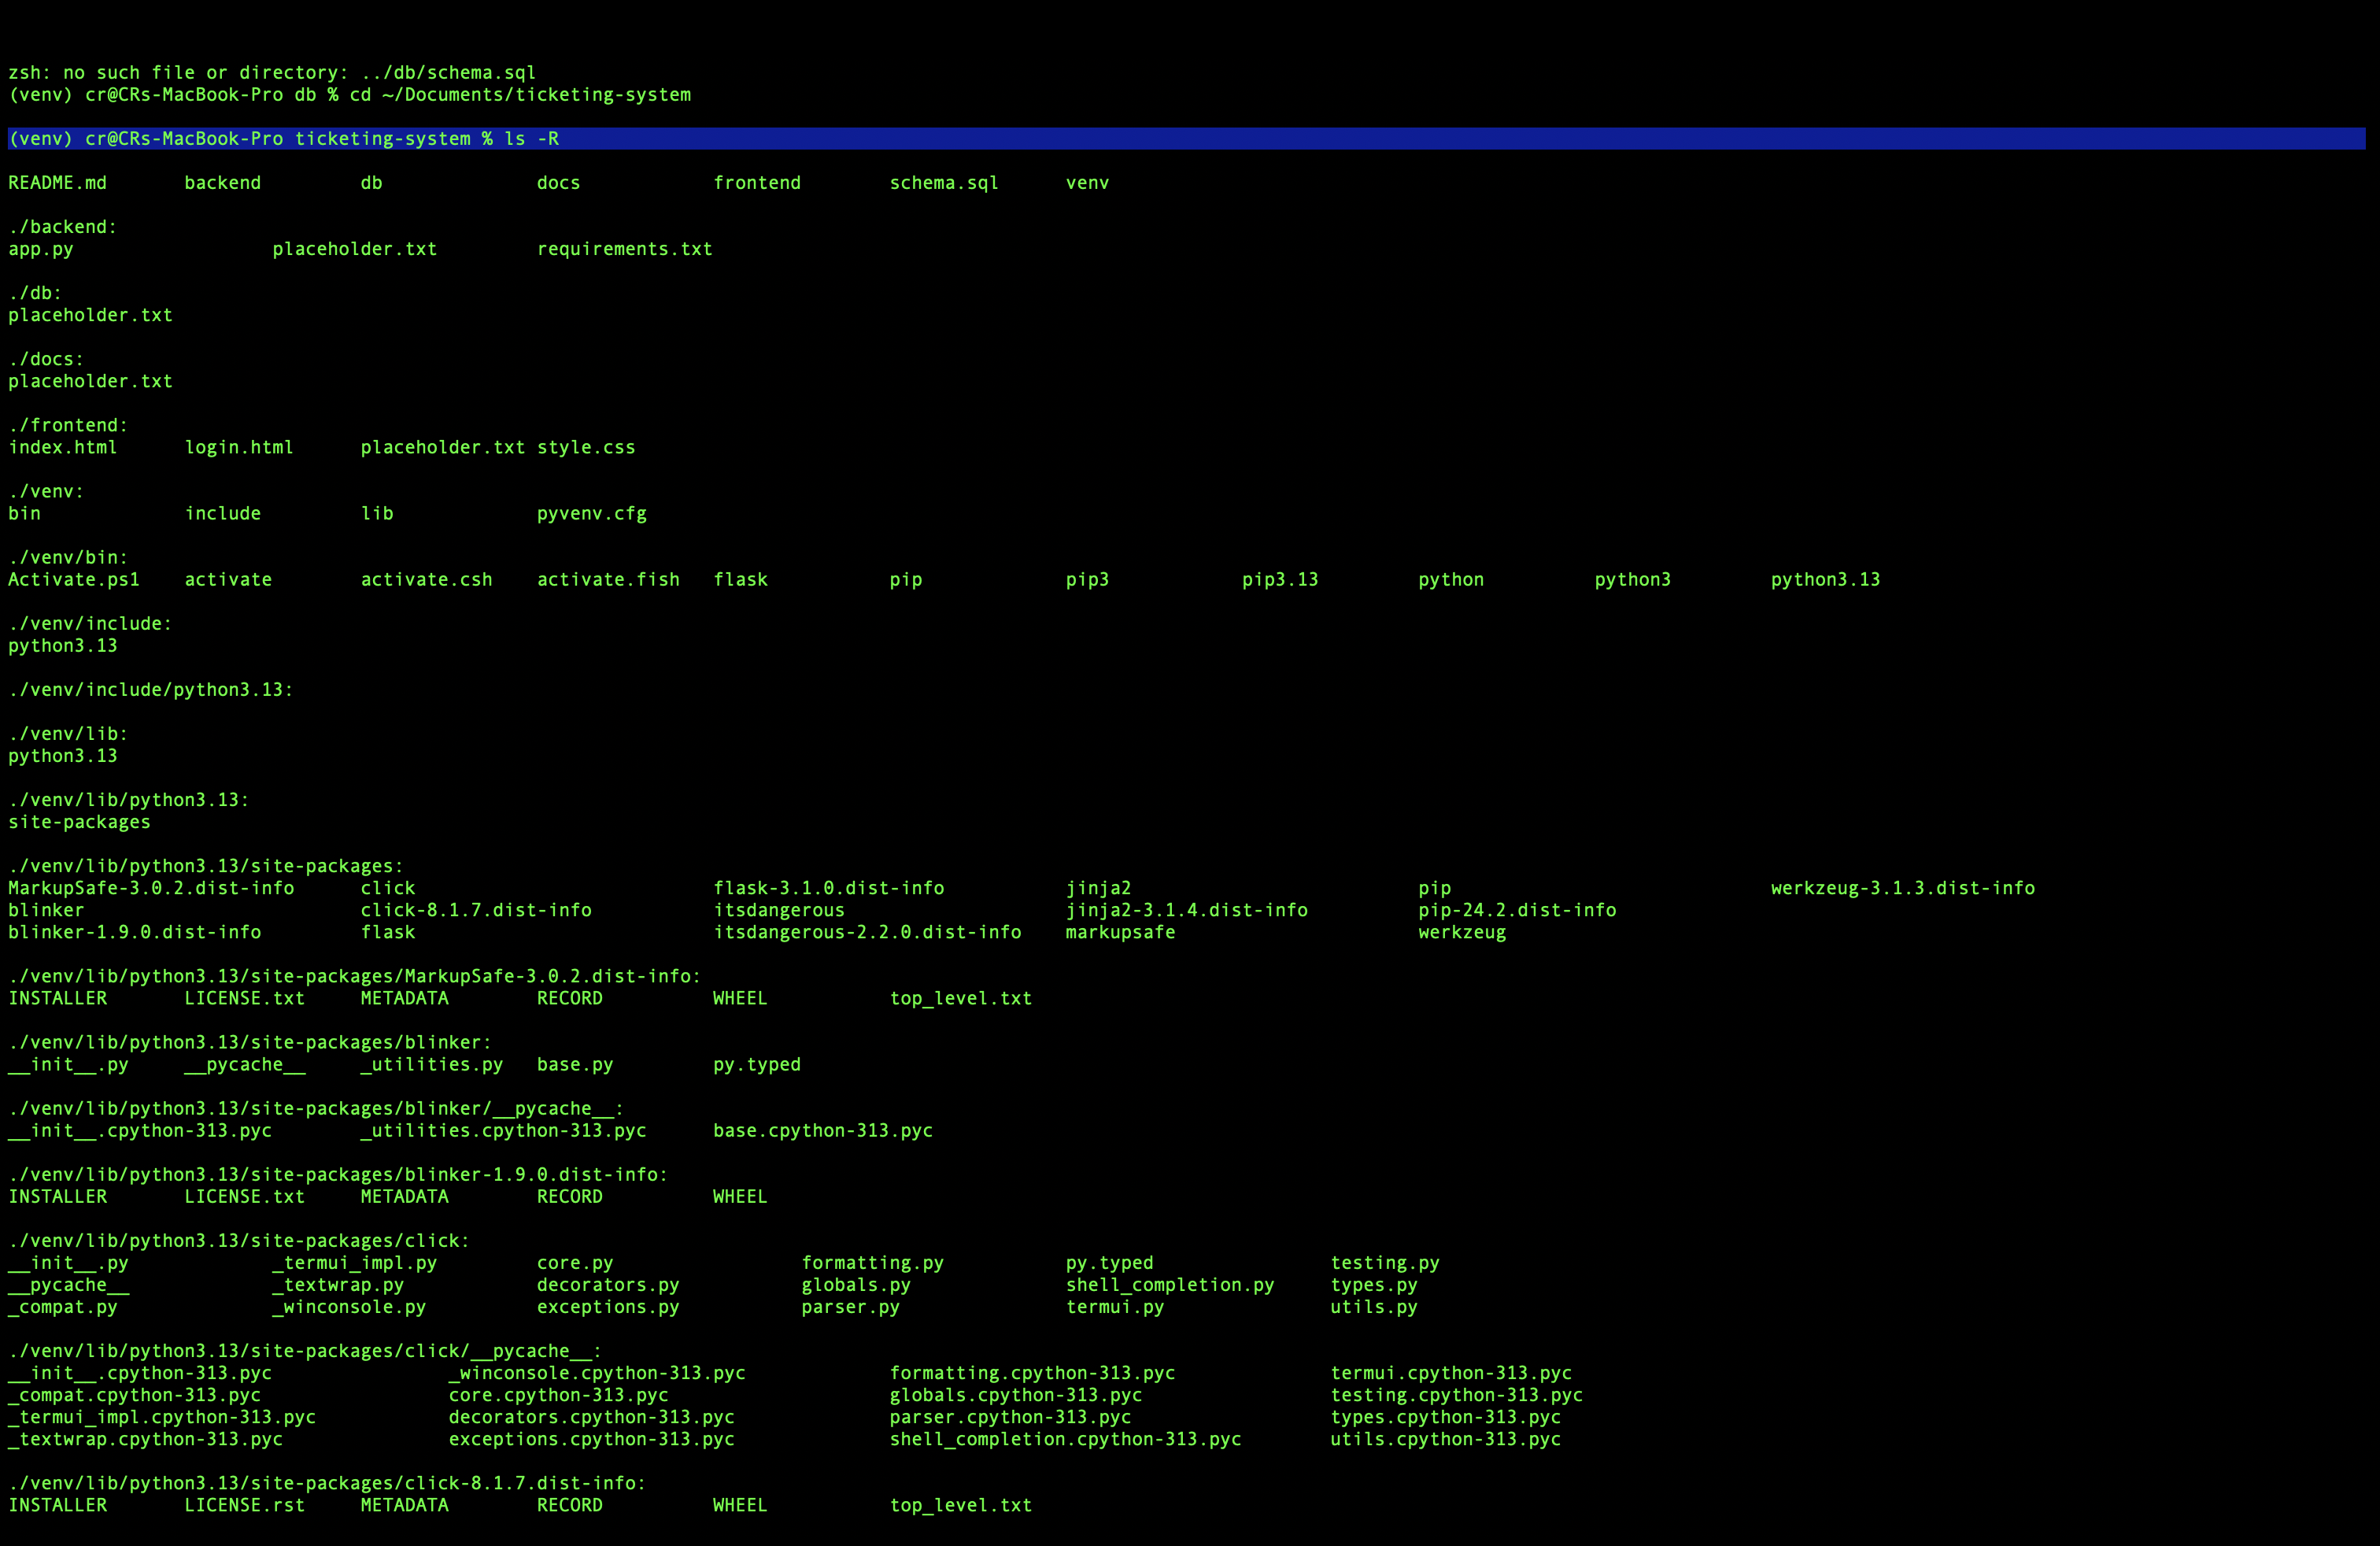 zsh: no such file or directory: ../db/schema.sql
(venv) cr@CRs-MacBook-Pro db % cd ~/Documents/ticketing-system
(venv) cr@CRs-MacBook-Pro ticketing-system % ls -R
README.md backend db docs frontend schema.sql venv
./backend:
app.py placeholder.txt requirements.txt
./db:
placeholder.txt
./docs:
placeholder.txt
./frontend:
index.html login.html placeholder.txt style.css
./venv:
bin include lib pyvenv.cfg
./venv/bin:
Activate.ps1 activate activate.csh activate.fish flask pip pip3 pip3.13 python python3 python3.13
./venv/include:
python3.13
./venv/include/python3.13:
./venv/lib:
python3.13
./venv/lib/python3.13:
site-packages
./venv/lib/python3.13/site-packages:
MarkupSafe-3.0.2.dist-info click flask-3.1.0.dist-info jinja2 pip werkzeug-3.1.3.dist-info
blinker click-8.1.7.dist-info itsdangerous jinja2-3.1.4.dist-info pip-24.2.dist-info
blinker-1.9.0.dist-info flask itsdangerous-2.2.0.dist-info markupsafe werkzeug
./venv/lib/python3.13/site-packages/MarkupSafe-3.0.2.dist-info:
INSTALLER LICENSE.txt METADATA RECORD WHEEL top_level.txt
./venv/lib/python3.13/site-packages/blinker:
__init__.py __pycache__ _utilities.py base.py py.typed
./venv/lib/python3.13/site-packages/blinker/__pycache__:
__init__.cpython-313.pyc _utilities.cpython-313.pyc base.cpython-313.pyc
./venv/lib/python3.13/site-packages/blinker-1.9.0.dist-info:
INSTALLER LICENSE.txt METADATA RECORD WHEEL
./venv/lib/python3.13/site-packages/click:
__init__.py _termui_impl.py core.py formatting.py py.typed testing.py
__pycache__ _textwrap.py decorators.py globals.py shell_completion.py types.py
_compat.py _winconsole.py exceptions.py parser.py termui.py utils.py
./venv/lib/python3.13/site-packages/click/__pycache__:
__init__.cpython-313.pyc _winconsole.cpython-313.pyc formatting.cpython-313.pyc termui.cpython-313.pyc
_compat.cpython-313.pyc core.cpython-313.pyc globals.cpython-313.pyc testing.cpython-313.pyc
_termui_impl.cpython-313.pyc decorators.cpython-313.pyc parser.cpython-313.pyc types.cpython-313.pyc
_textwrap.cpython-313.pyc exceptions.cpython-313.pyc shell_completion.cpython-313.pyc utils.cpython-313.pyc
./venv/lib/python3.13/site-packages/click-8.1.7.dist-info:
INSTALLER LICENSE.rst METADATA RECORD WHEEL top_level.txt